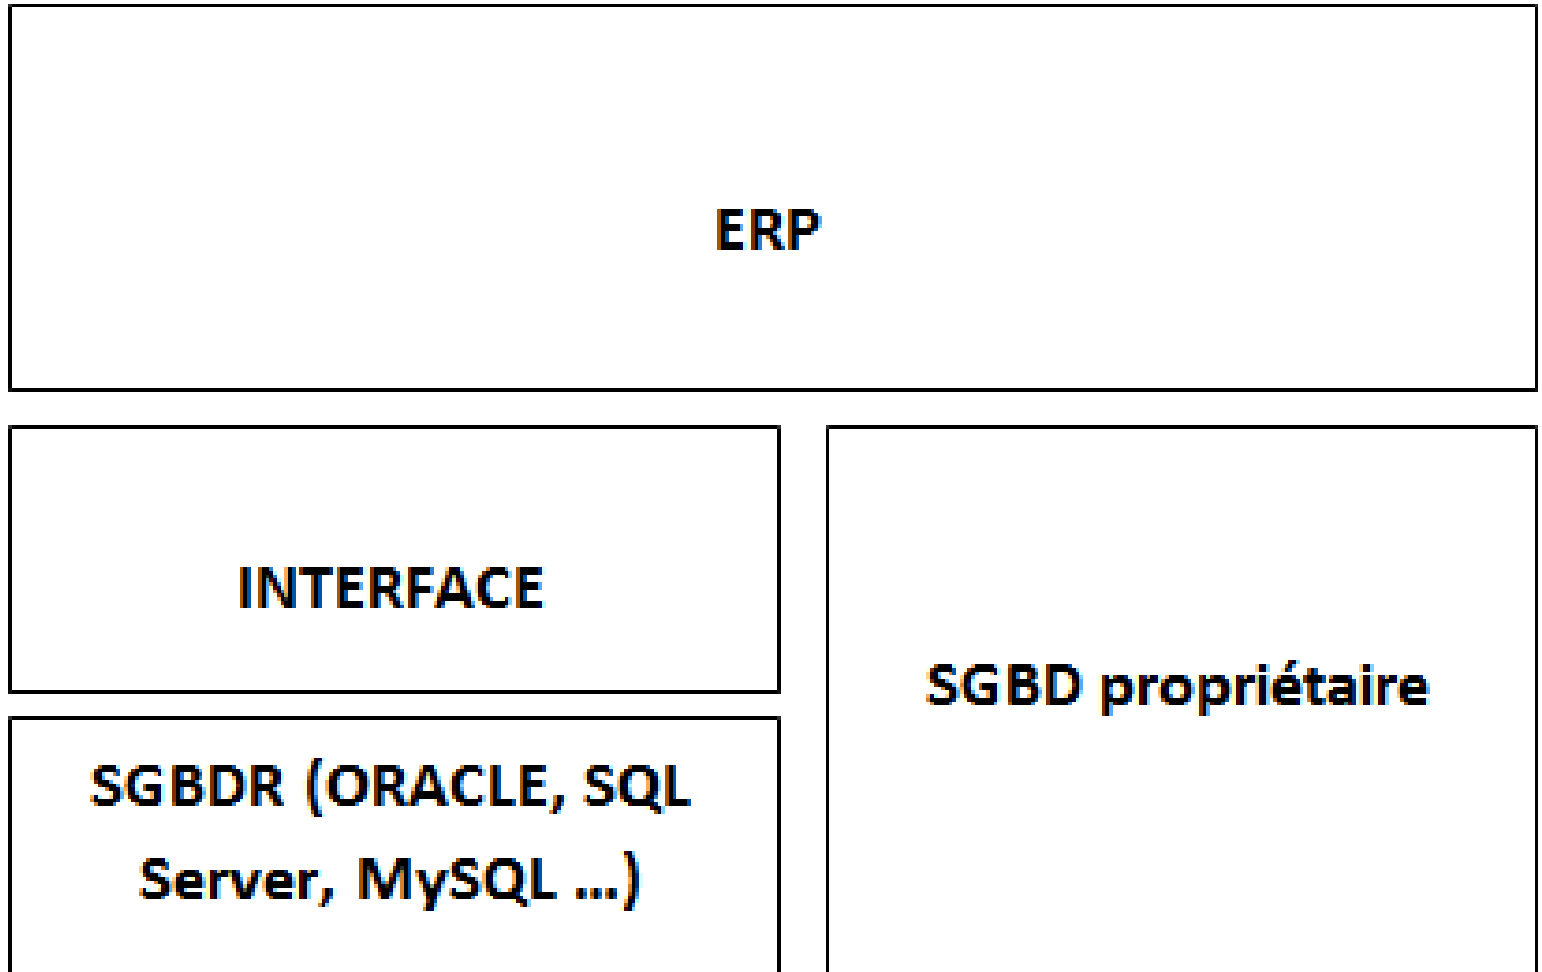 ERP
INTERFACE
SGBD propriétaire
SGBDR (ORACLE, SQL
Server, MySQL ...)